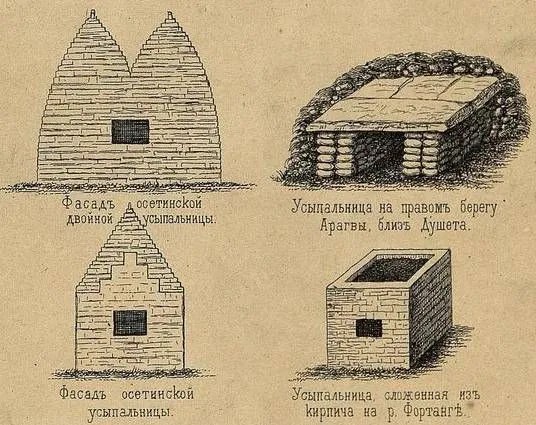 Фасадъ осетинской
двойной усыпальницы.
Усыпальница на правомъ берегу
Арагвы, близъ Душета.
Фасадъ осетинской
усыпальницы.
Усыпальница, сложенная изъ
кирпича на р. Фортангѣ.